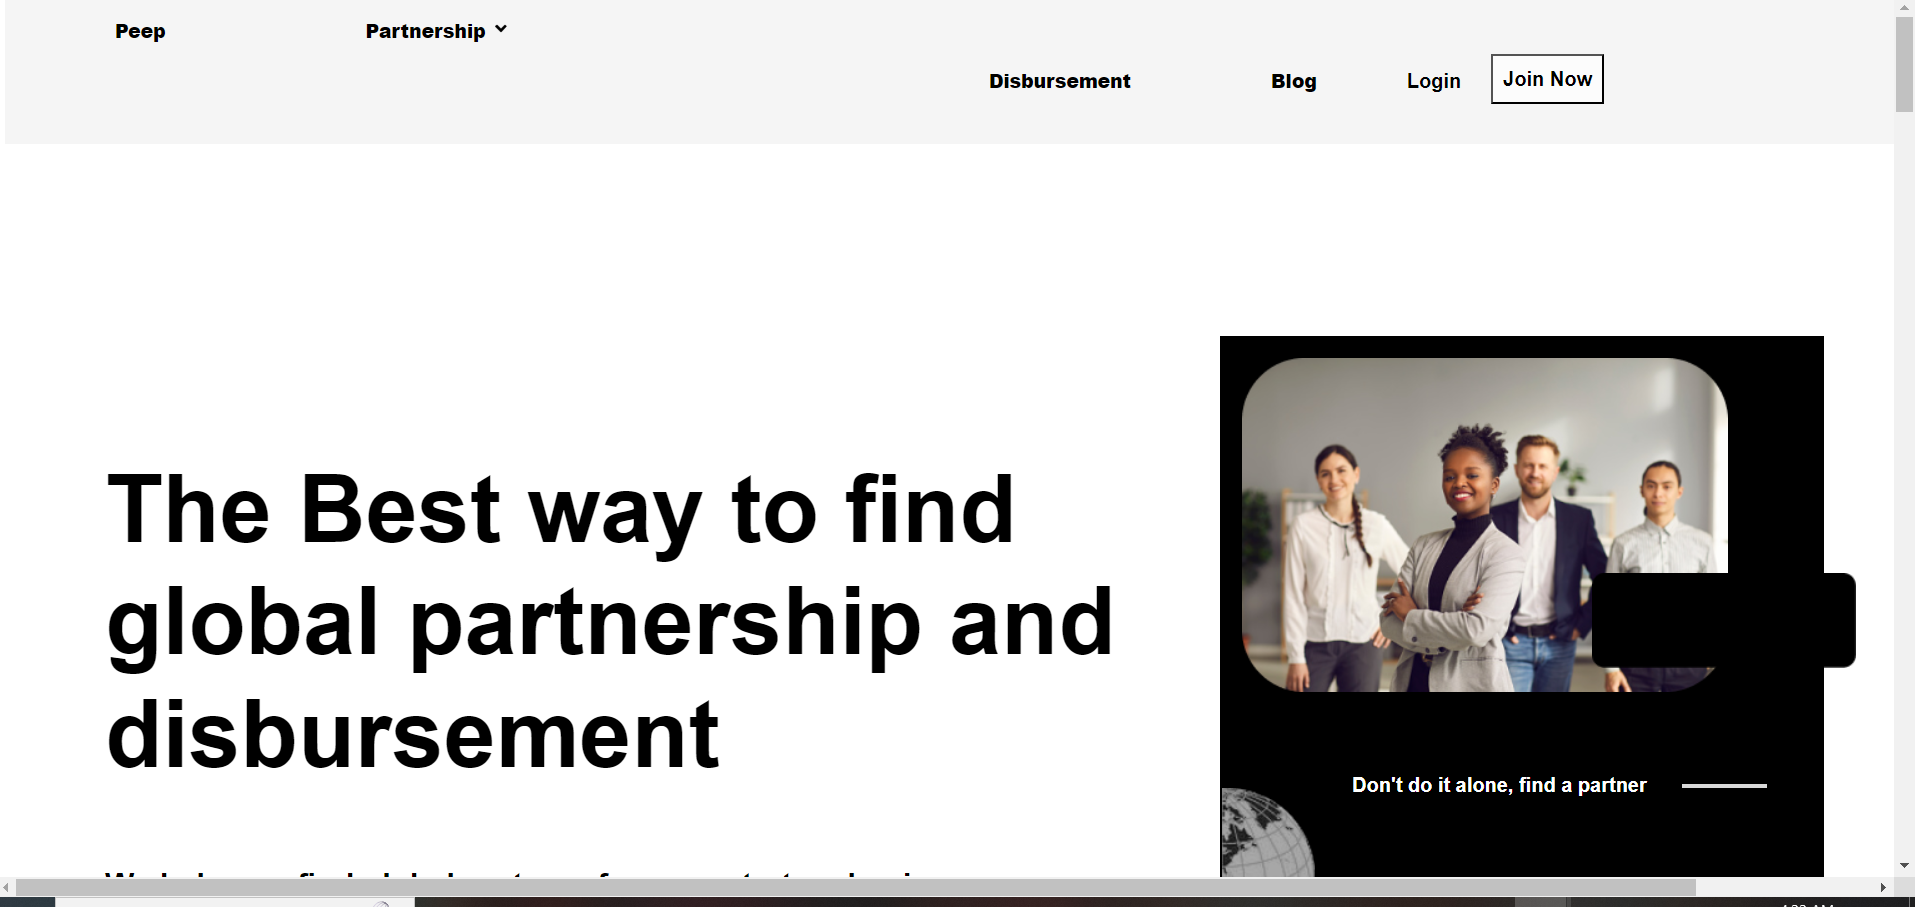 Peep
Partnership
Disbursement
Blog
Login
Join Now
The Best way to find
global partnership and
disbursement
Don't do it alone, find a partner